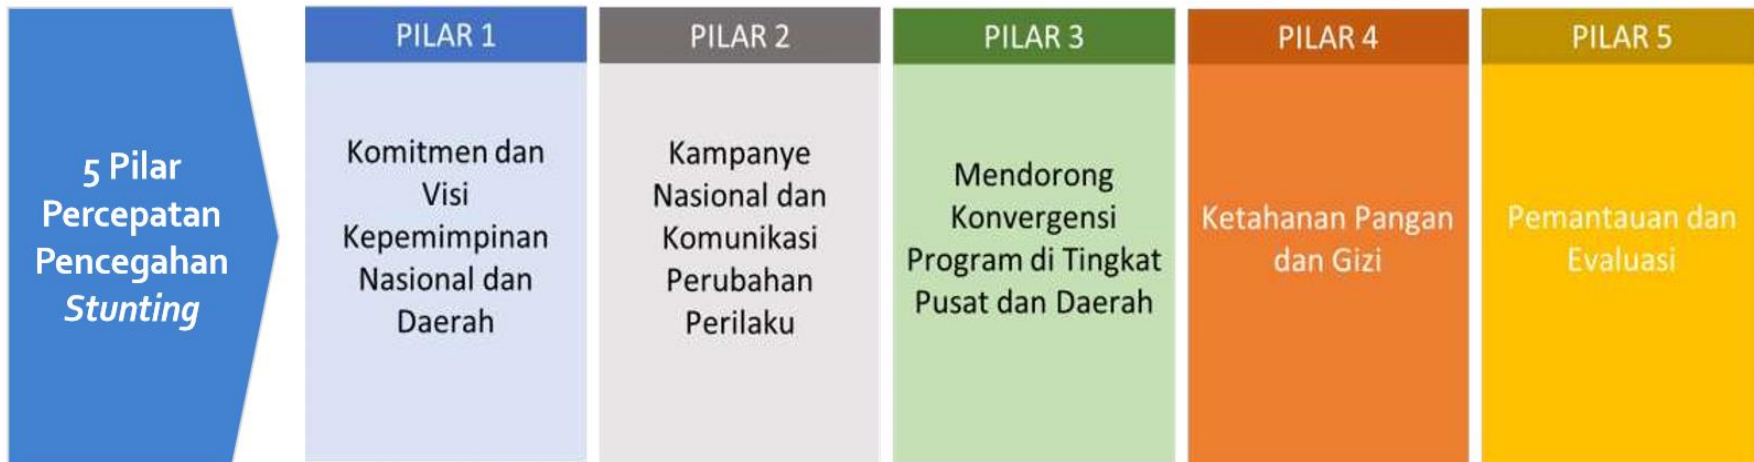 5 Pilar
Percepatan
Pencegahan
Stunting
PILAR 1
Komitmen dan
Visi
Kepemimpinan
Nasional dan
Daerah
PILAR 2
Kampanye
Nasional dan
Komunikasi
Perubahan
Perilaku
PILAR 3
Mendorong
Konvergensi
Program di Tingkat
Pusat dan Daerah
PILAR 4
Ketahanan Pangan
dan Gizi
PILAR 5
Pemantauan dan
Evaluasi